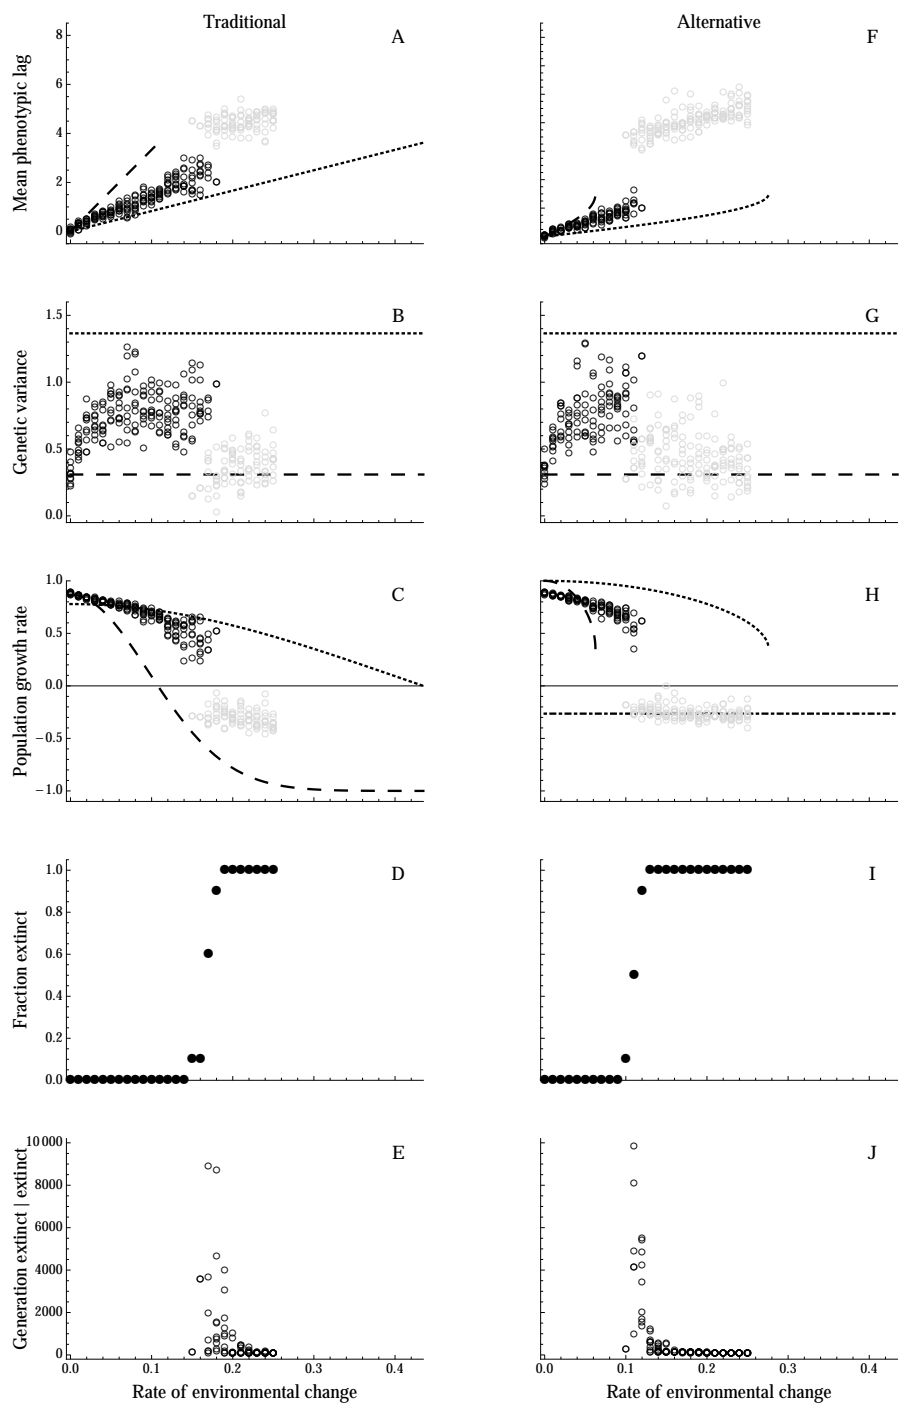 Traditional
Alternative
A
F
Mean phenotypic lag
8
6
4
2
0
B
G
Genetic variance
1.5
1.0
0.5
0.0
C
H
Population growth rate
1.0
0.5
0.0
−0.5
−1.0
D
I
Fraction extinct
1.0
0.8
0.6
0.4
0.2
0.0
E
J
Generation extinct | extinct
10 000
8000
6000
4000
2000
0
0.0 0.1 0.2 0.3 0.4
0.0 0.1 0.2 0.3 0.4
Rate of environmental change
Rate of environmental change